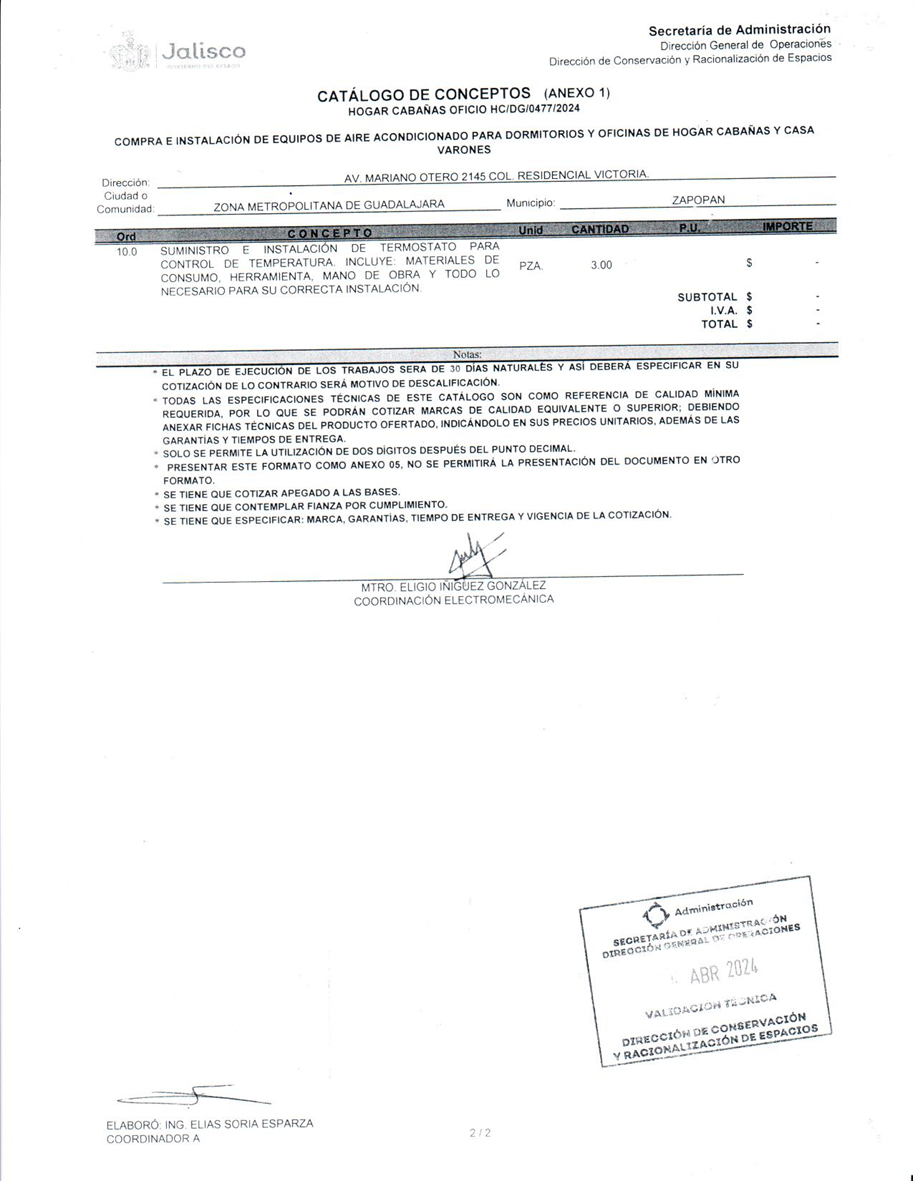 Jalisco
Secretaría de Administración
Dirección General de Operaciones
Dirección de Conservación y Racionalización de Espacios
CATÁLOGO DE CONCEPTOS (ANEXO 1)
HOGAR CABAÑAS OFICIO HC/DG/0477/2024
COMPRA E INSTALACIÓN DE EQUIPOS DE AIRE ACONDICIONADO PARA DORMITORIOS Y OFICINAS DE HOGAR CABAÑAS Y CASA
VARONES
Dirección: AV. MARIANO OTERO 2145 COL. RESIDENCIAL VICTORIA.
Ciudad o
Comunidad: ZONA METROPOLITANA DE GUADALAJARA Municipio: ZAPOPAN
Ord CONCEPTO Unid CANTIDAD P.U. IMPORTE
10.0 SUMINISTRO E INSTALACIÓN DE TERMOSTATO PARA
CONTROL DE TEMPERATURA. INCLUYE: MATERIALES DE PZA. 3.00 $ -
CONSUMO, HERRAMIENTA, MANO DE OBRA Y TODO LO
NECESARIO PARA SU CORRECTA INSTALACIÓN.
SUBTOTAL $ -
I.V.A. $ -
TOTAL $ -
Notas:
* EL PLAZO DE EJECUCIÓN DE LOS TRABAJOS SERA DE 30 DÍAS NATURALES Y ASÍ DEBERÁ ESPECIFICAR EN SU
COTIZACIÓN DE LO CONTRARIO SERÁ MOTIVO DE DESCALIFICACIÓN.
* TODAS LAS ESPECIFICACIONES TÉCNICAS DE ESTE CATÁLOGO SON COMO REFERENCIA DE CALIDAD MÍNIMA
REQUERIDA, POR LO QUE SE PODRÁN COTIZAR MARCAS DE CALIDAD EQUIVALENTE O SUPERIOR; DEBIENDO
ANEXAR FICHAS TÉCNICAS DEL PRODUCTO OFERTADO, INDICÁNDOLO EN SUS PRECIOS UNITARIOS, ADEMÁS DE LAS
GARANTÍAS Y TIEMPOS DE ENTREGA.
* SOLO SE PERMITE LA UTILIZACIÓN DE DOS DÍGITOS DESPUÉS DEL PUNTO DECIMAL.
* PRESENTAR ESTE FORMATO COMO ANEXO 05, NO SE PERMITIRÁ LA PRESENTACIÓN DEL DOCUMENTO EN OTRO
FORMATO.
* SE TIENE QUE COTIZAR APEGADO A LAS BASES.
* SE TIENE QUE CONTEMPLAR FIANZA POR CUMPLIMIENTO.
* SE TIENE QUE ESPECIFICAR: MARCA, GARANTÍAS, TIEMPO DE ENTREGA Y VIGENCIA DE LA COTIZACIÓN.
MTRO. ELIGIO IÑIGUEZ GONZÁLEZ
COORDINACIÓN ELECTROMECÁNICA
Administración
SECRETARÍA DE ADMINISTRACIÓN
DIRECCIÓN GENERAL DE OPERACIONES
ABR 2024
VALIDACIÓN TÉCNICA
DIRECCIÓN DE CONSERVACIÓN
Y RACIONALIZACIÓN DE ESPACIOS
ELABORÓ: ING. ELIAS SORIA ESPARZA
COORDINADOR A
2 / 2